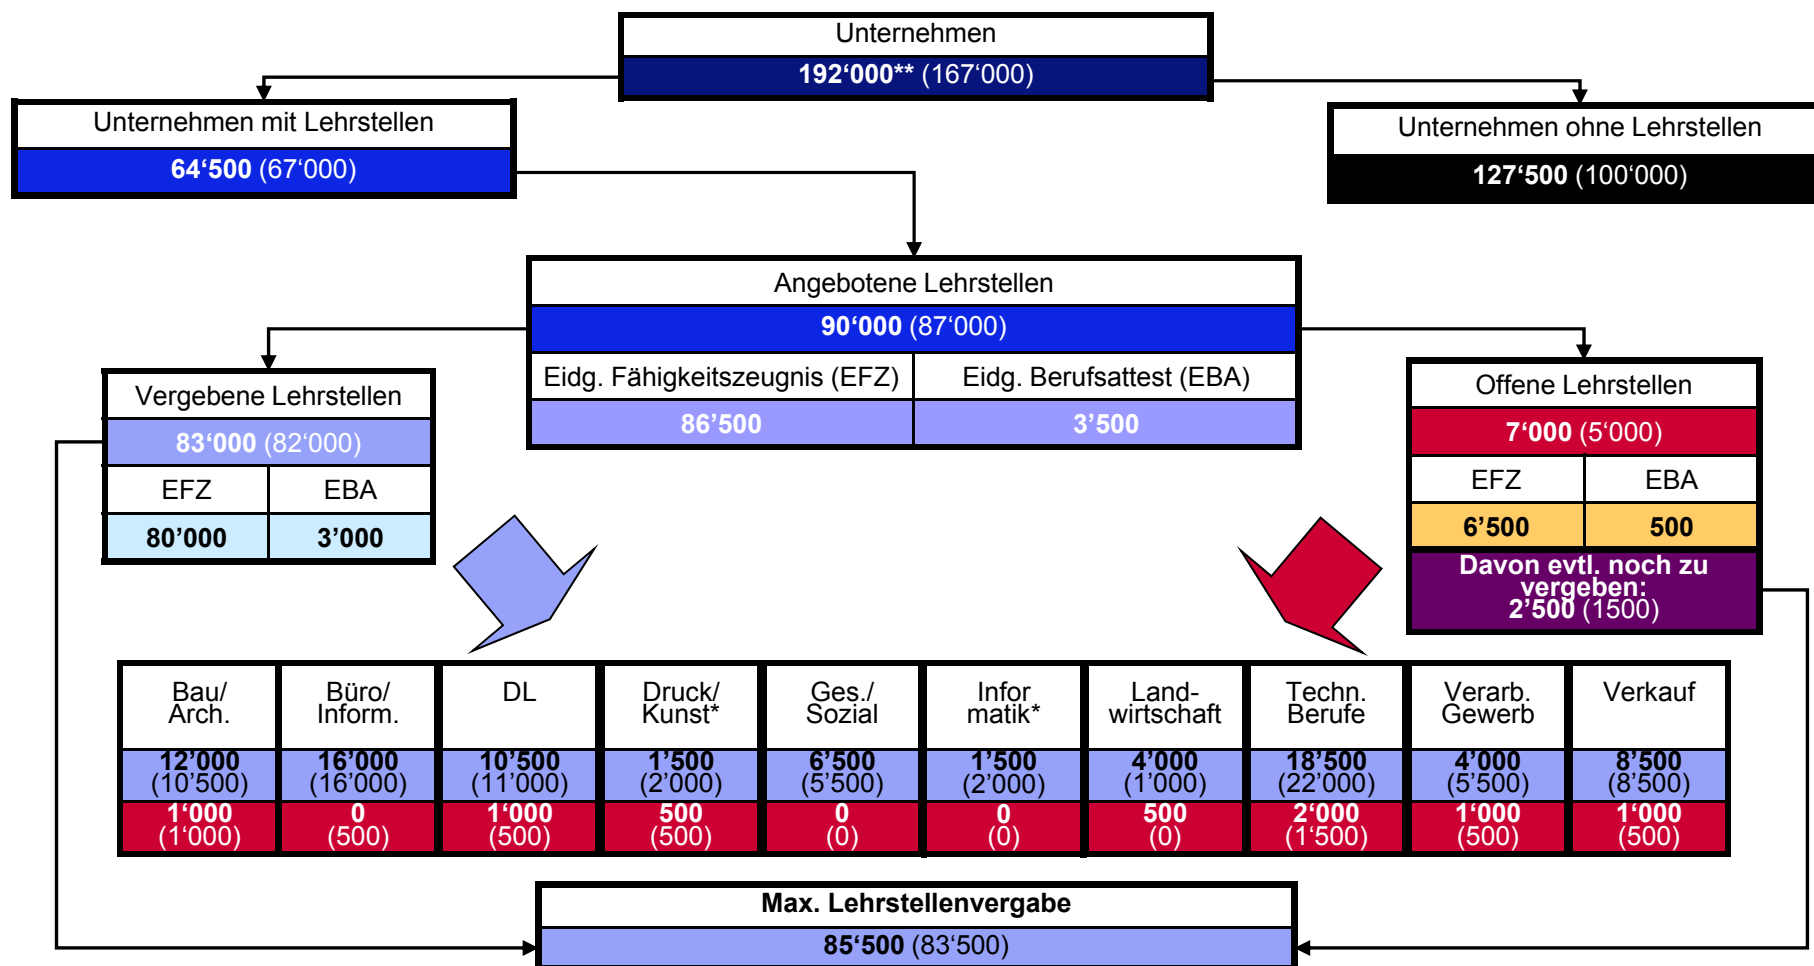 Unternehmen
192‘000** (167‘000)
Unternehmen mit Lehrstellen
64‘500 (67‘000)
Unternehmen ohne Lehrstellen
127‘500 (100‘000)
Angebotene Lehrstellen
90‘000 (87‘000)
Eidg. Fähigkeitszeugnis (EFZ)
Eidg. Berufsattest (EBA)
86’500
3’500
Vergebene Lehrstellen
83‘000 (82‘000)
EFZ
EBA
80’000
3’000
Offene Lehrstellen
7‘000 (5‘000)
EFZ
EBA
6’500
500
Davon evtl. noch zu
vergeben:
2’500 (1500)
Bau/
Arch.
Büro/
Inform.
DL
Druck/
Kunst*
Ges./
Sozial
Infor
matik*
Land-
wirtschaft
Techn.
Berufe
Verarb.
Gewerb
Verkauf
12’000
(10’500)
16’000
(16’000)
10’500
(11’000)
1’500
(2’000)
6’500
(5’500)
1’500
(2’000)
4’000
(1’000)
18’500
(22’000)
4’000
(5’500)
8’500
(8’500)
1‘000
(1‘000)
0
(500)
1‘000
(500)
500
(500)
0
(0)
0
(0)
500
(0)
2‘000
(1‘500)
1‘000
(500)
1‘000
(500)
Max. Lehrstellenvergabe
85‘500 (83‘500)